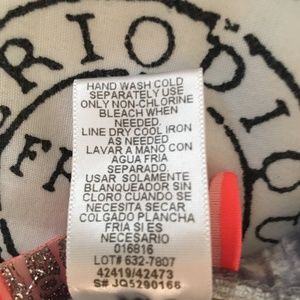 RIODI
FR
HAND WASH COLD
SEPARATELY USE
ONLY NON-CHLORINE
BLEACH WHEN
NEEDED
LINE DRY COOL IRON
AS NEEDED
LAVAR A MANO CON
AGUA FRIA
SEPARADO.
USAR SOLAMENTE
BLANQUEADOR SIN
CLORO CUANDO SE
NECESITA SECAR
COLGADO PLANCHA
FRIA SI ES
NECESARIO
016816
LOT# 632-7807
42419/42473
S# JQ5290166